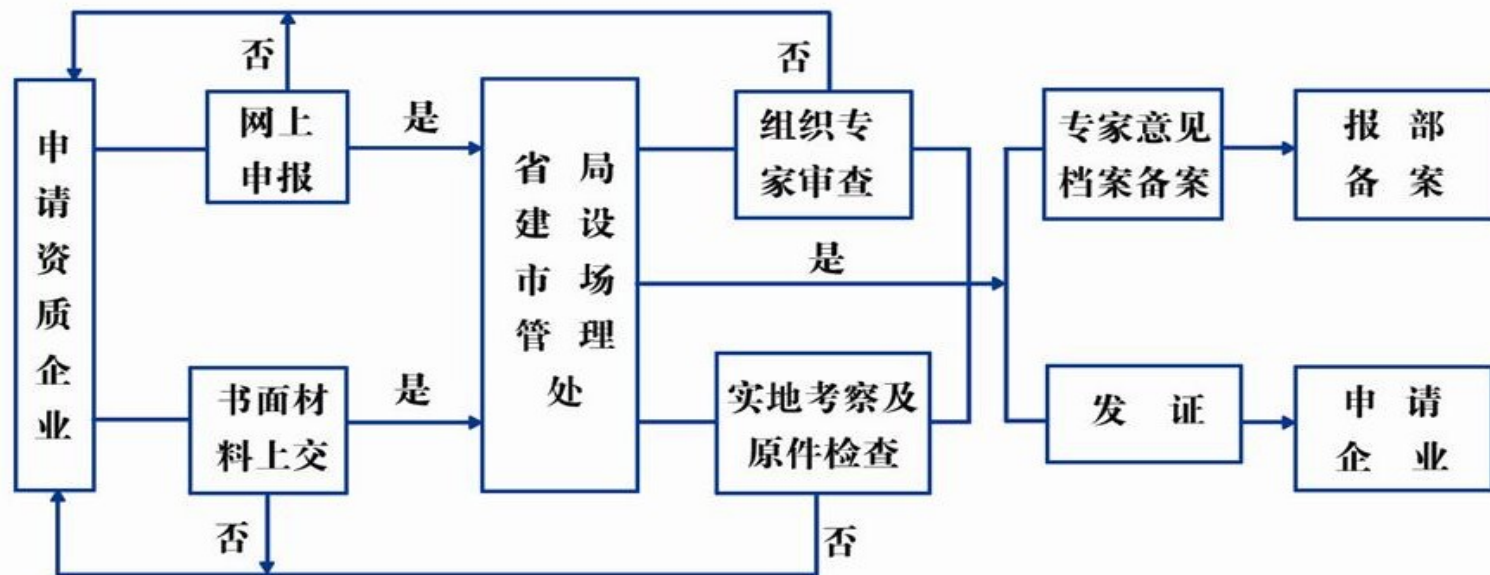 否
否
网上
申报
是
组织专
家审查
专家意见
档案备案
报 部
备 案
申
请
资
质
企
业
省 局
建 设
市 场
管 理
处
是
书面材
料上交
是
实地考察及
原件检查
发 证
申 请
企 业
否
否